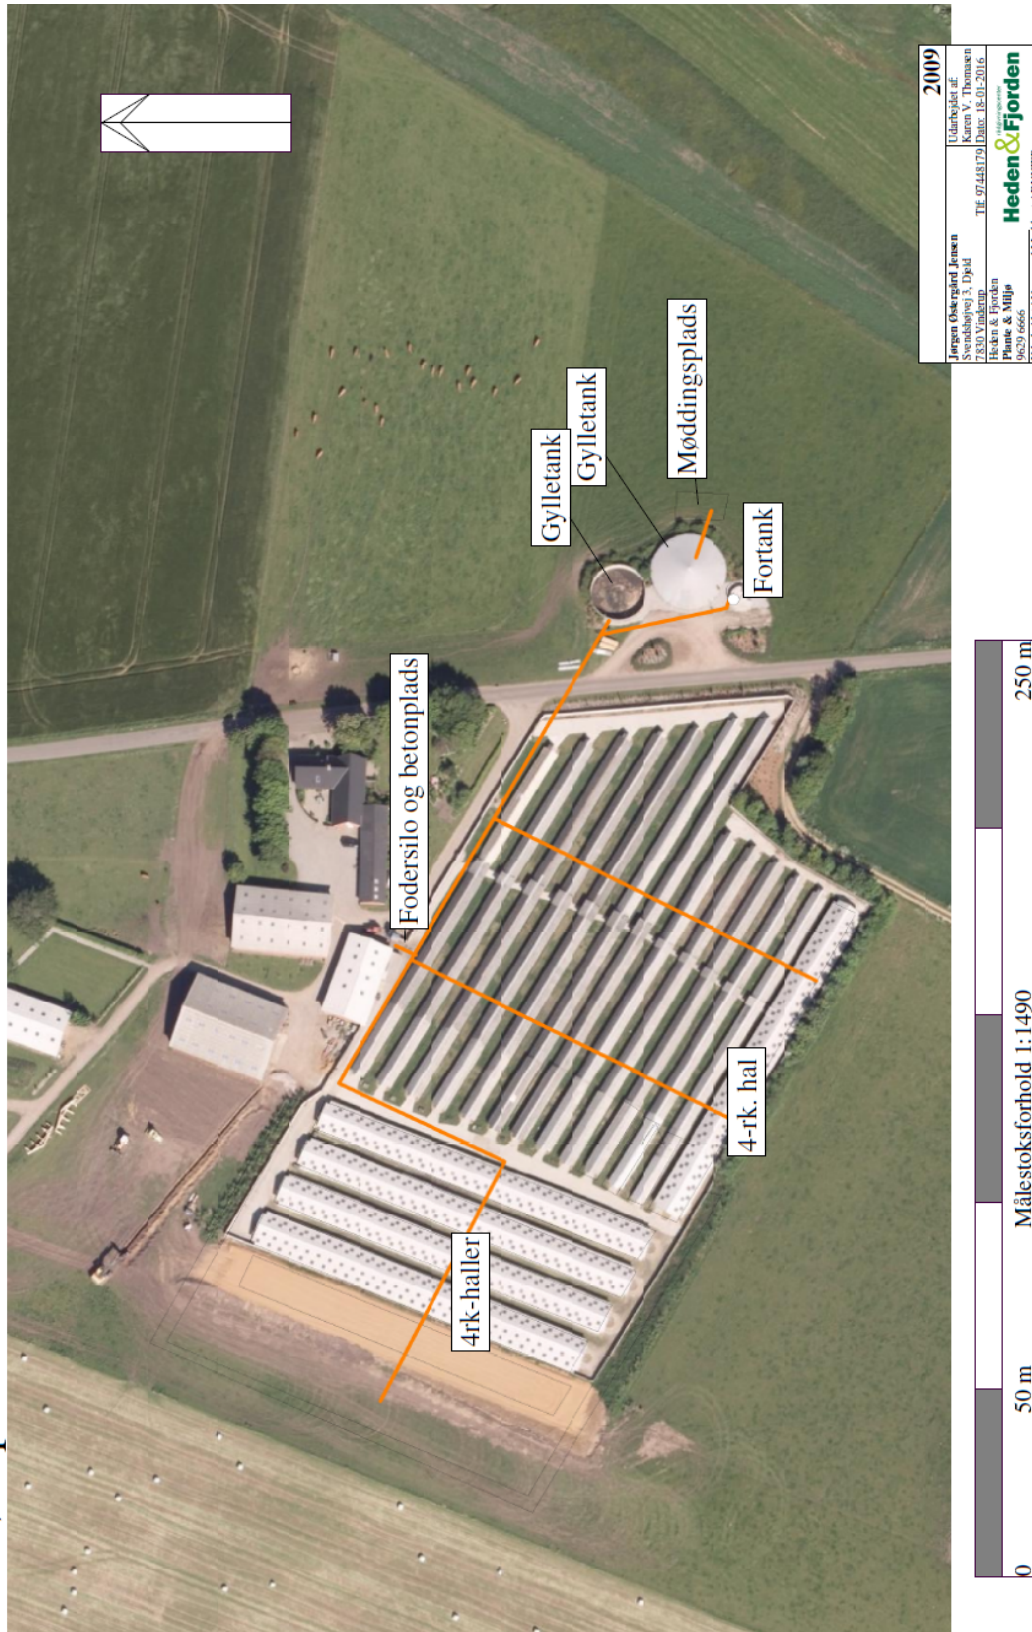 4rk-haller
4-rk. hal
Fodersilo og betonplads
Gylletank
Gylletank
Møddingsplads
Fortank
0
50 m
Målestoksforhold 1:1490
250 m
2009
Jørgen Østergård Jensen
Svendshøjvej 3, Djeld
7830 Vinderup
Tlf: 97448179
Udarbejdet af:
Karen V. Thomasen
Dato: 18-01-2016
Heden & Fjorden
Plante & Miljø
9629 6666
Heden&Fjorden